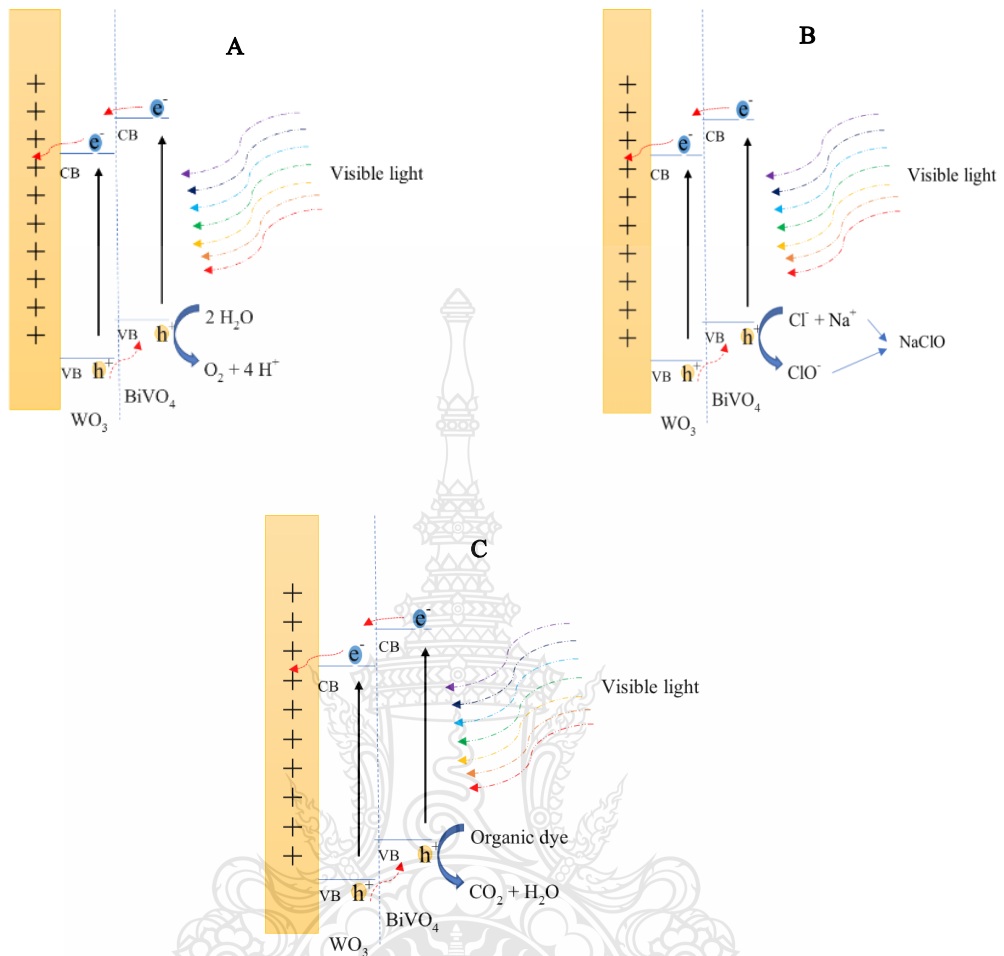 A
+
+
+
+
+
+
+
+
+
+
e⁻
e⁻
CB
CB
Visible light
2 H₂O
VB
h⁺
O₂ + 4 H⁺
VB
h⁺
BiVO₄
WO₃
B
+
+
+
+
+
+
+
+
+
+
e⁻
e⁻
CB
CB
Visible light
Cl⁻ + Na⁺
NaClO
VB
h⁺
ClO⁻
VB
h⁺
BiVO₄
WO₃
C
+
+
+
+
+
+
+
+
+
+
e⁻
e⁻
CB
CB
Visible light
Organic dye
VB
h⁺
CO₂ + H₂O
VB
h⁺
BiVO₄
WO₃